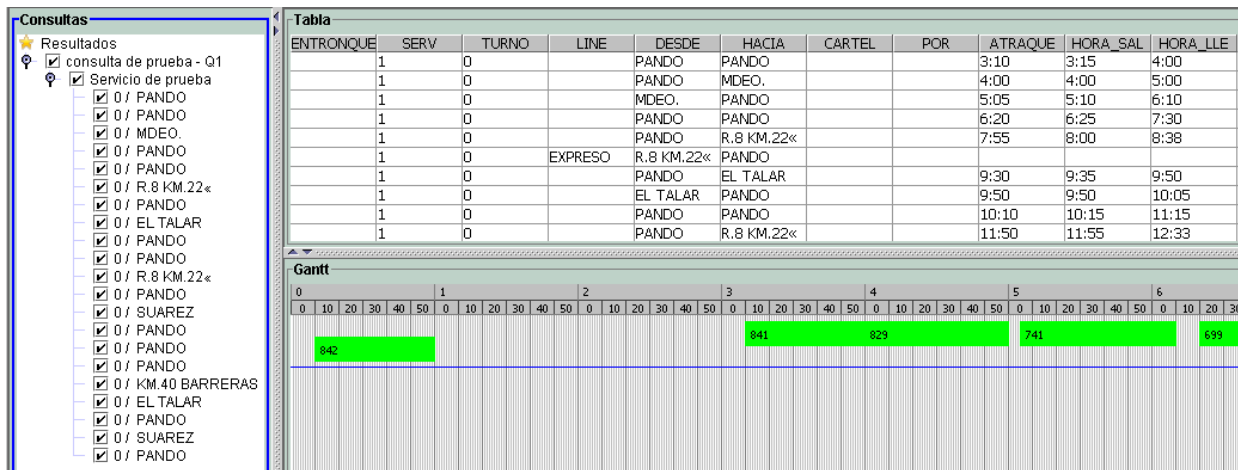 Consultas
Resultados
consulta de prueba - Q1
Servicio de prueba
0 / PANDO
0 / PANDO
0 / MDEO.
0 / PANDO
0 / PANDO
0 / R.8 KM.22«
0 / PANDO
0 / EL TALAR
0 / PANDO
0 / PANDO
0 / R.8 KM.22«
0 / PANDO
0 / SUAREZ
0 / PANDO
0 / PANDO
0 / PANDO
0 / KM.40 BARRERAS
0 / EL TALAR
0 / PANDO
0 / SUAREZ
0 / PANDO
Tabla
ENTRONQUE SERV TURNO LINE DESDE HACIA CARTEL POR ATRAQUE HORA_SAL HORA_LLE
1 0 PANDO PANDO 3:10 3:15 4:00
1 0 PANDO MDEO. 4:00 4:00 5:00
1 0 MDEO. PANDO 5:05 5:10 6:10
1 0 PANDO PANDO 6:20 6:25 7:30
1 0 PANDO R.8 KM.22« 7:55 8:00 8:38
1 0 EXPRESO R.8 KM.22« PANDO
1 0 PANDO EL TALAR 9:30 9:35 9:50
1 0 EL TALAR PANDO 9:50 9:50 10:05
1 0 PANDO PANDO 10:10 10:15 11:15
1 0 PANDO R.8 KM.22« 11:50 11:55 12:33
Gantt
0 1 2 3 4 5 6
0 10 20 30 40 50 0 10 20 30 40 50 0 10 20 30 40 50 0 10 20 30 40 50 0 10 20 30 40 50 0 10 20 30 40 50 0 10 20
841 829 741 699
842